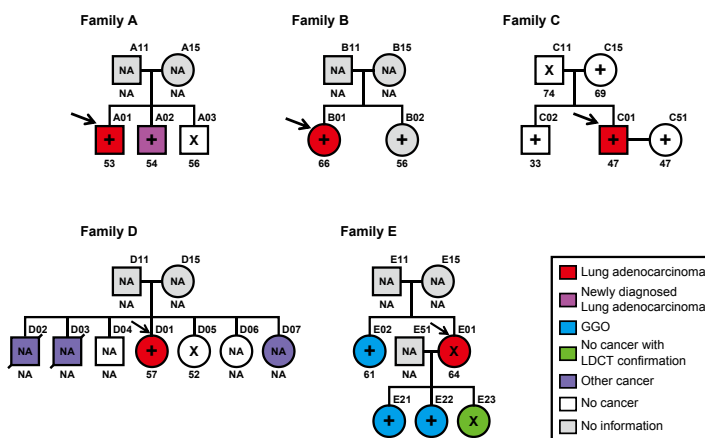 Family A
Family B
Family C
A11 A15
B11 B15
C11 C15
NA NA
NA NA
X +
NA NA
NA NA
74 69
A01 A02 A03
B01 B02
C02 C01 C51
+ + X
+ +
+ + +
53 54 56
66 56
33 47 47
Family D
Family E
D11 D15
E11 E15
NA NA
NA NA
NA NA
NA NA
D02 D03 D04 D01 D05 D06 D07
E02 E51 E01
NA NA NA + X NA NA
+ NA X
NA NA NA 57 52 NA NA
61 NA 64
E21 E22 E23
+ + X
NA NA NA
Lung adenocarcinoma
Newly diagnosed
Lung adenocarcinoma
GGO
No cancer with
LDCT confirmation
Other cancer
No cancer
No information